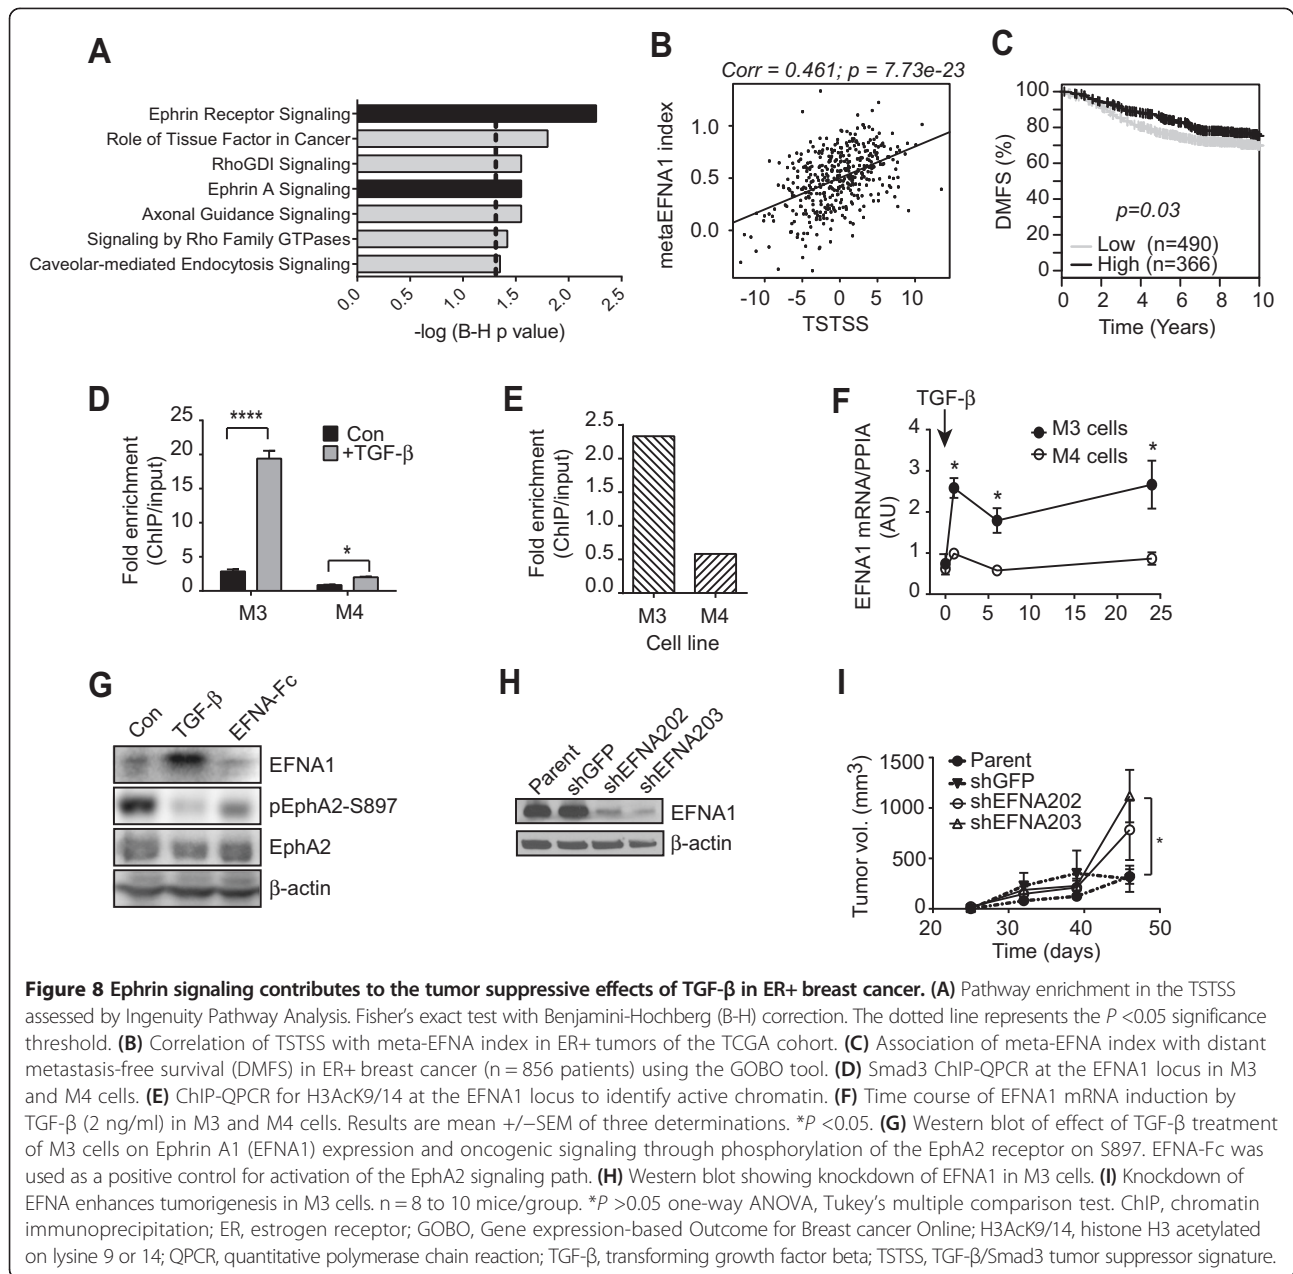 A
Ephrin Receptor Signaling
Role of Tissue Factor in Cancer
RhoGDI Signaling
Ephrin A Signaling
Axonal Guidance Signaling
Signaling by Rho Family GTPases
Caveolar-mediated Endocytosis Signaling
0.0 0.5 1.0 1.5 2.0 2.5
-log (B-H p value)
B
Corr = 0.461; p = 7.73e-23
metaEFNA1 index
1.0
0.5
0.0
-10 -5 0 5 10
TSTSS
C
DMFS (%)
100
80
60
40
20
0
p=0.03
Low (n=490)
High (n=366)
0 2 4 6 8 10
Time (Years)
D
Fold enrichment
(ChIP/input)
25
20
15
10
5
0
****
*
Con
+TGF-β
M3 M4
E
Fold enrichment
(ChIP/input)
2.5
2.0
1.5
1.0
0.5
0.0
M3 M4
Cell line
F
TGF-β
EFNA1 mRNA/PPIA
(AU)
4
3
2
1
0
M3 cells
M4 cells
* * *
0 5 10 15 20 25
G
Con TGF-β EFNA-Fc
EFNA1
pEphA2-S897
EphA2
β-actin
H
Parent shGFP shEFNA202 shEFNA203
EFNA1
β-actin
I
Tumor vol. (mm3)
1500
1000
500
0
Parent
shGFP
shEFNA202
shEFNA203
*
20 30 40 50
Time (days)
Figure 8 Ephrin signaling contributes to the tumor suppressive effects of TGF-β in ER+ breast cancer. (A) Pathway enrichment in the TSTSS
assessed by Ingenuity Pathway Analysis. Fisher's exact test with Benjamini-Hochberg (B-H) correction. The dotted line represents the P <0.05 significance
threshold. (B) Correlation of TSTSS with meta-EFNA index in ER+ tumors of the TCGA cohort. (C) Association of meta-EFNA index with distant
metastasis-free survival (DMFS) in ER+ breast cancer (n = 856 patients) using the GOBO tool. (D) Smad3 ChIP-QPCR at the EFNA1 locus in M3
and M4 cells. (E) ChIP-QPCR for H3AcK9/14 at the EFNA1 locus to identify active chromatin. (F) Time course of EFNA1 mRNA induction by
TGF-β (2 ng/ml) in M3 and M4 cells. Results are mean +/−SEM of three determinations. *P <0.05. (G) Western blot of effect of TGF-β treatment
of M3 cells on Ephrin A1 (EFNA1) expression and oncogenic signaling through phosphorylation of the EphA2 receptor on S897. EFNA-Fc was
used as a positive control for activation of the EphA2 signaling path. (H) Western blot showing knockdown of EFNA1 in M3 cells. (I) Knockdown of
EFNA enhances tumorigenesis in M3 cells. n = 8 to 10 mice/group. *P >0.05 one-way ANOVA, Tukey's multiple comparison test. ChIP, chromatin
immunoprecipitation; ER, estrogen receptor; GOBO, Gene expression-based Outcome for Breast cancer Online; H3AcK9/14, histone H3 acetylated
on lysine 9 or 14; QPCR, quantitative polymerase chain reaction; TGF-β, transforming growth factor beta; TSTSS, TGF-β/Smad3 tumor suppressor signature.